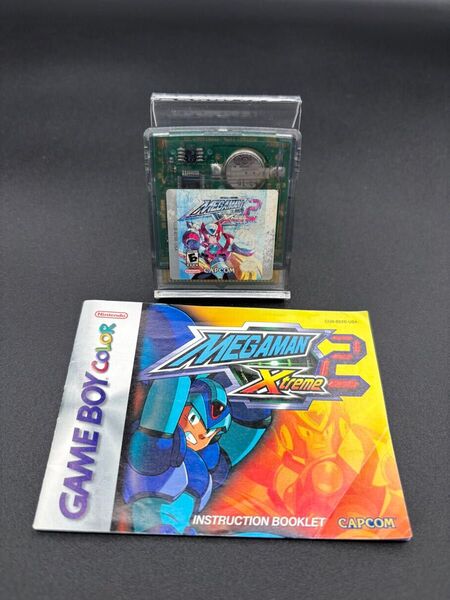 MEGAMAN
Xtreme 2
E
CAPCOM
Nintendo
GAME BOY COLOR
MEGAMAN
Xtreme 2
INSTRUCTION BOOKLET
CAPCOM